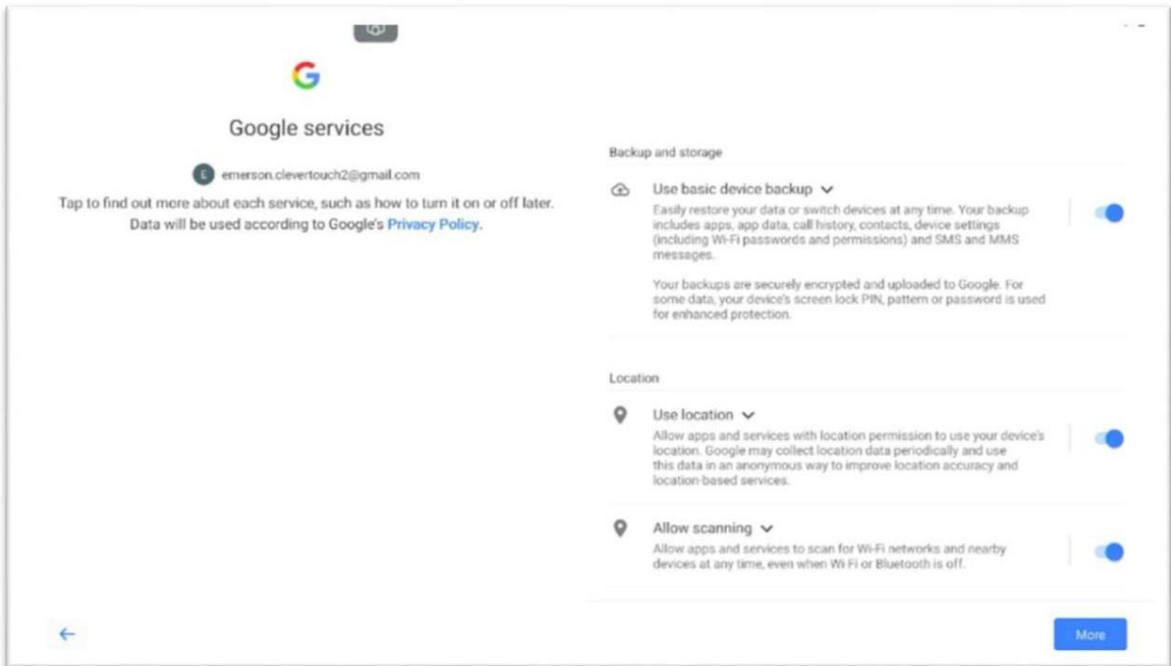 Google services
E emerson.clevertouch2@gmail.com
Tap to find out more about each service, such as how to turn it on or off later.
Data will be used according to Google's Privacy Policy.
Backup and storage
Use basic device backup
Easily restore your data or switch devices at any time. Your backup
includes apps, app data, call history, contacts, device settings
(including Wi-Fi passwords and permissions) and SMS and MMS
messages.
Your backups are securely encrypted and uploaded to Google. For
some data, your device's screen lock PIN, pattern or password is used
for enhanced protection.
Location
Use location
Allow apps and services with location permission to use your device's
location. Google may collect location data periodically and use
this data in an anonymous way to improve location accuracy and
location-based services.
Allow scanning
Allow apps and services to scan for Wi-Fi networks and nearby
devices at any time, even when Wi Fi or Bluetooth is off.
More